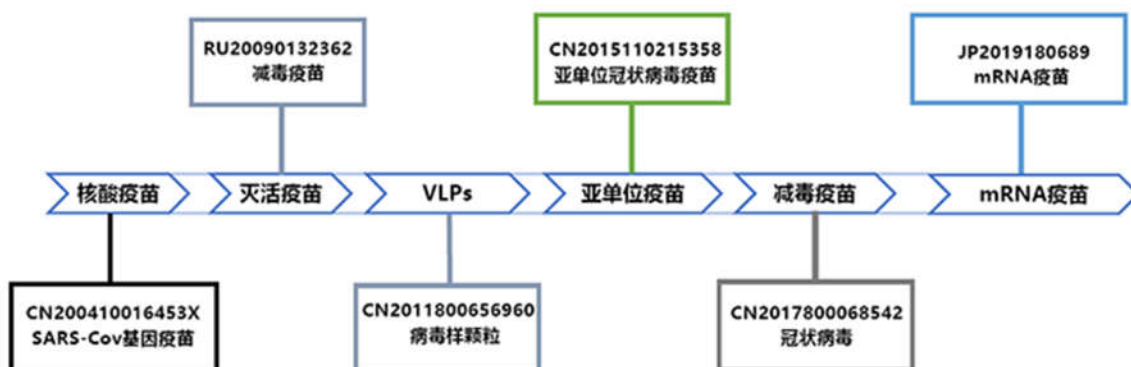 RU20090132362
减毒疫苗
CN2015110215358
亚单位冠状病毒疫苗
JP2019180689
mRNA疫苗
核酸疫苗
灭活疫苗
VLPs
亚单位疫苗
减毒疫苗
mRNA疫苗
CN200410016453X
SARS-Cov基因疫苗
CN2011800656960
病毒样颗粒
CN2017800068542
冠状病毒